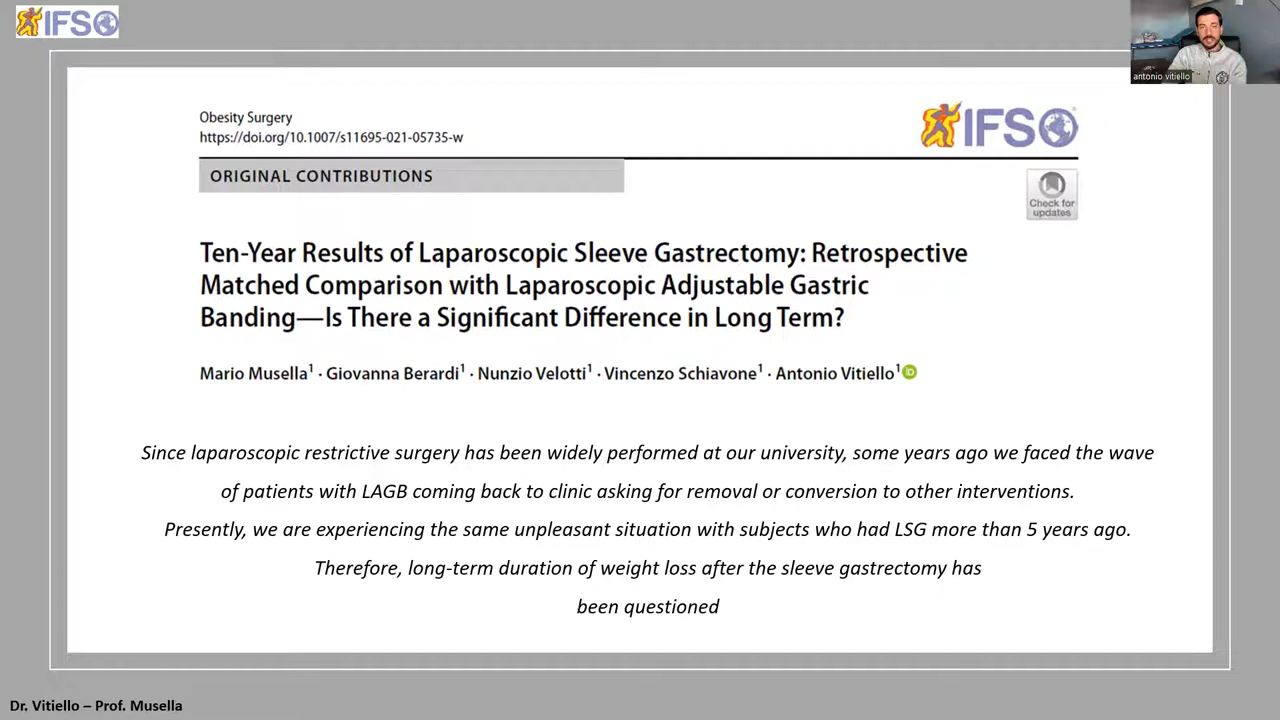 IFSO
antonio vitiello
Obesity Surgery
https://doi.org/10.1007/s11695-021-05735-w
IFSO
ORIGINAL CONTRIBUTIONS
Check for
updates
Ten-Year Results of Laparoscopic Sleeve Gastrectomy: Retrospective
Matched Comparison with Laparoscopic Adjustable Gastric
Banding—Is There a Significant Difference in Long Term?
Mario Musella¹ · Giovanna Berardi¹ · Nunzio Velotti¹ · Vincenzo Schiavone¹ · Antonio Vitiello¹ iD
Since laparoscopic restrictive surgery has been widely performed at our university, some years ago we faced the wave
of patients with LAGB coming back to clinic asking for removal or conversion to other interventions.
Presently, we are experiencing the same unpleasant situation with subjects who had LSG more than 5 years ago.
Therefore, long-term duration of weight loss after the sleeve gastrectomy has
been questioned
Dr. Vitiello – Prof. Musella